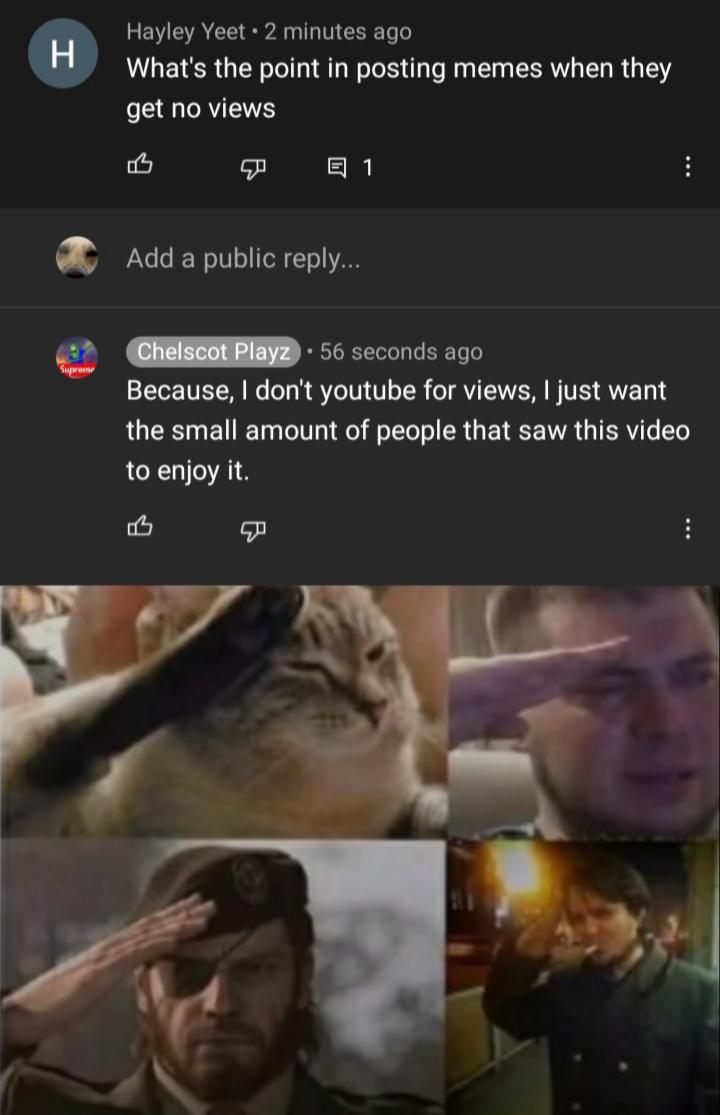 H
Hayley Yeet • 2 minutes ago
What's the point in posting memes when they
get no views
1
Add a public reply...
Supreme
Chelscot Playz • 56 seconds ago
Because, I don't youtube for views, I just want
the small amount of people that saw this video
to enjoy it.